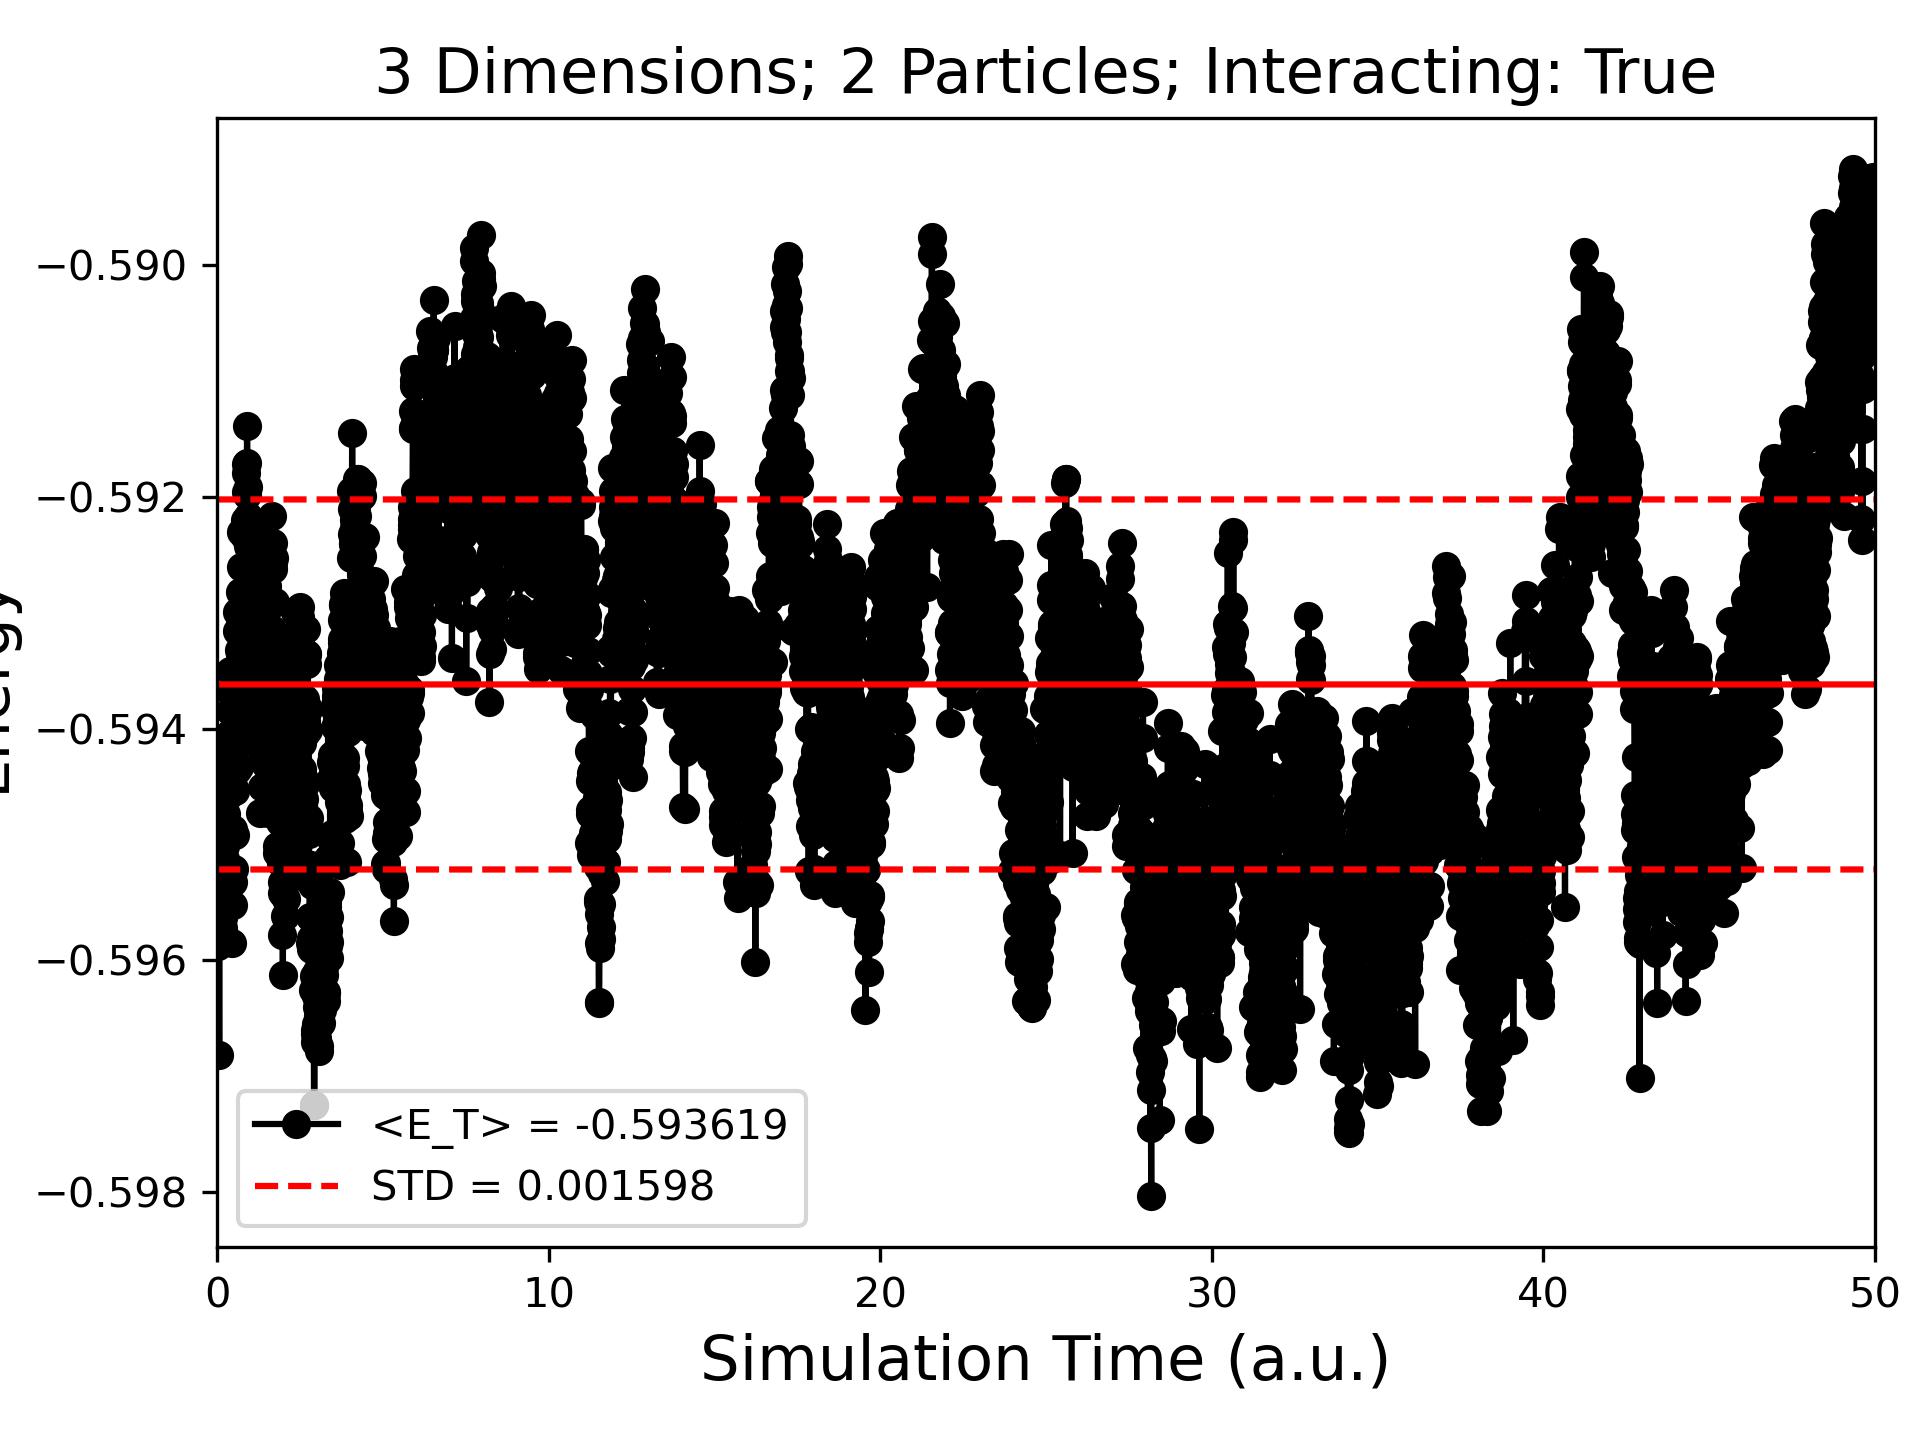 3 Dimensions; 2 Particles; Interacting: True
Energy
−0.590
−0.592
−0.594
−0.596
−0.598
<E_T> = -0.593619
STD = 0.001598
0 10 20 30 40 50
Simulation Time (a.u.)